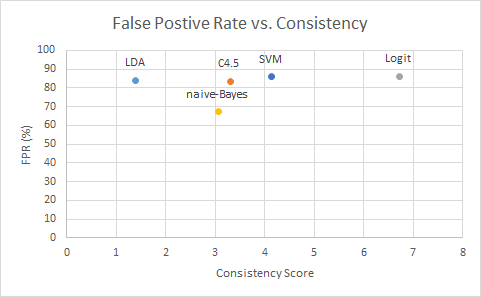 False Postive Rate vs. Consistency
100
90
80
70
60
50
40
30
20
10
0
FPR (%)
LDA
C4.5
SVM
Logit
naive-Bayes
0 1 2 3 4 5 6 7 8
Consistency Score